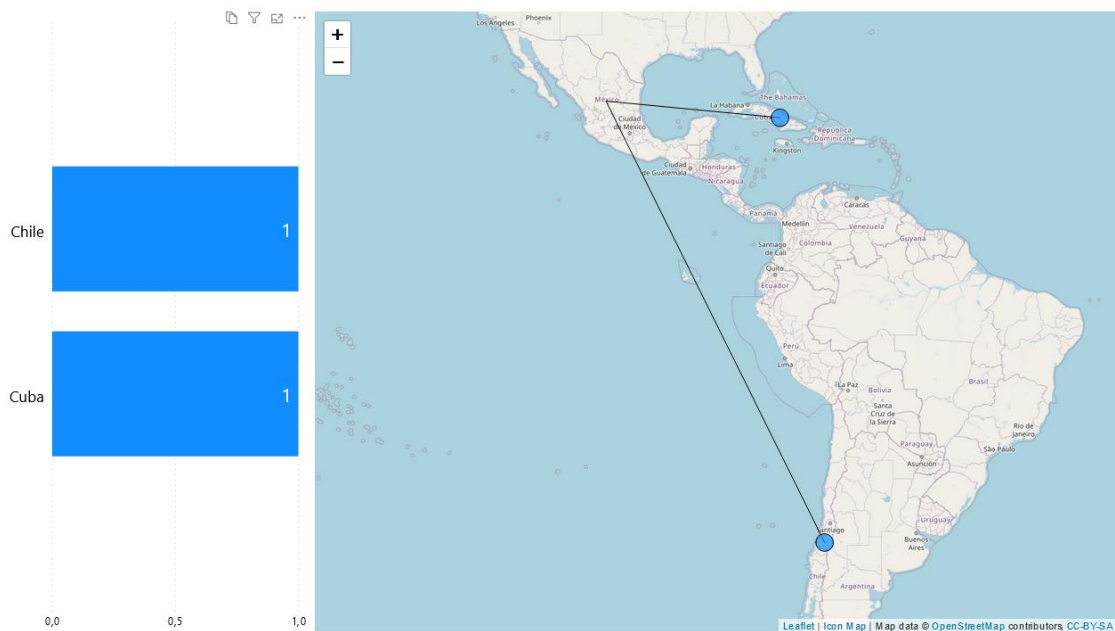 Chile
1
Cuba
1
0,0
0,5
1,0
+
−
Phoenix
Los Angeles
México
Ciudad
de México
La Habana
The Bahamas
Cuba
República
Dominicana
Kingston
Ciudad
de Guatemala
Honduras
Nicaragua
Panamá
Caracas
Medellín
Venezuela
Guyana
Santiago
de Cali
Colombia
Quito
Ecuador
Perú
Lima
La Paz
Bolivia
Brasil
Santa
Cruz de
la Sierra
Rio de
Janeiro
São Paulo
Paraguay
Asunción
Santiago
Uruguay
Buenos
Aires
Chile
Argentina
Leaflet | Icon Map | Map data © OpenStreetMap contributors, CC-BY-SA